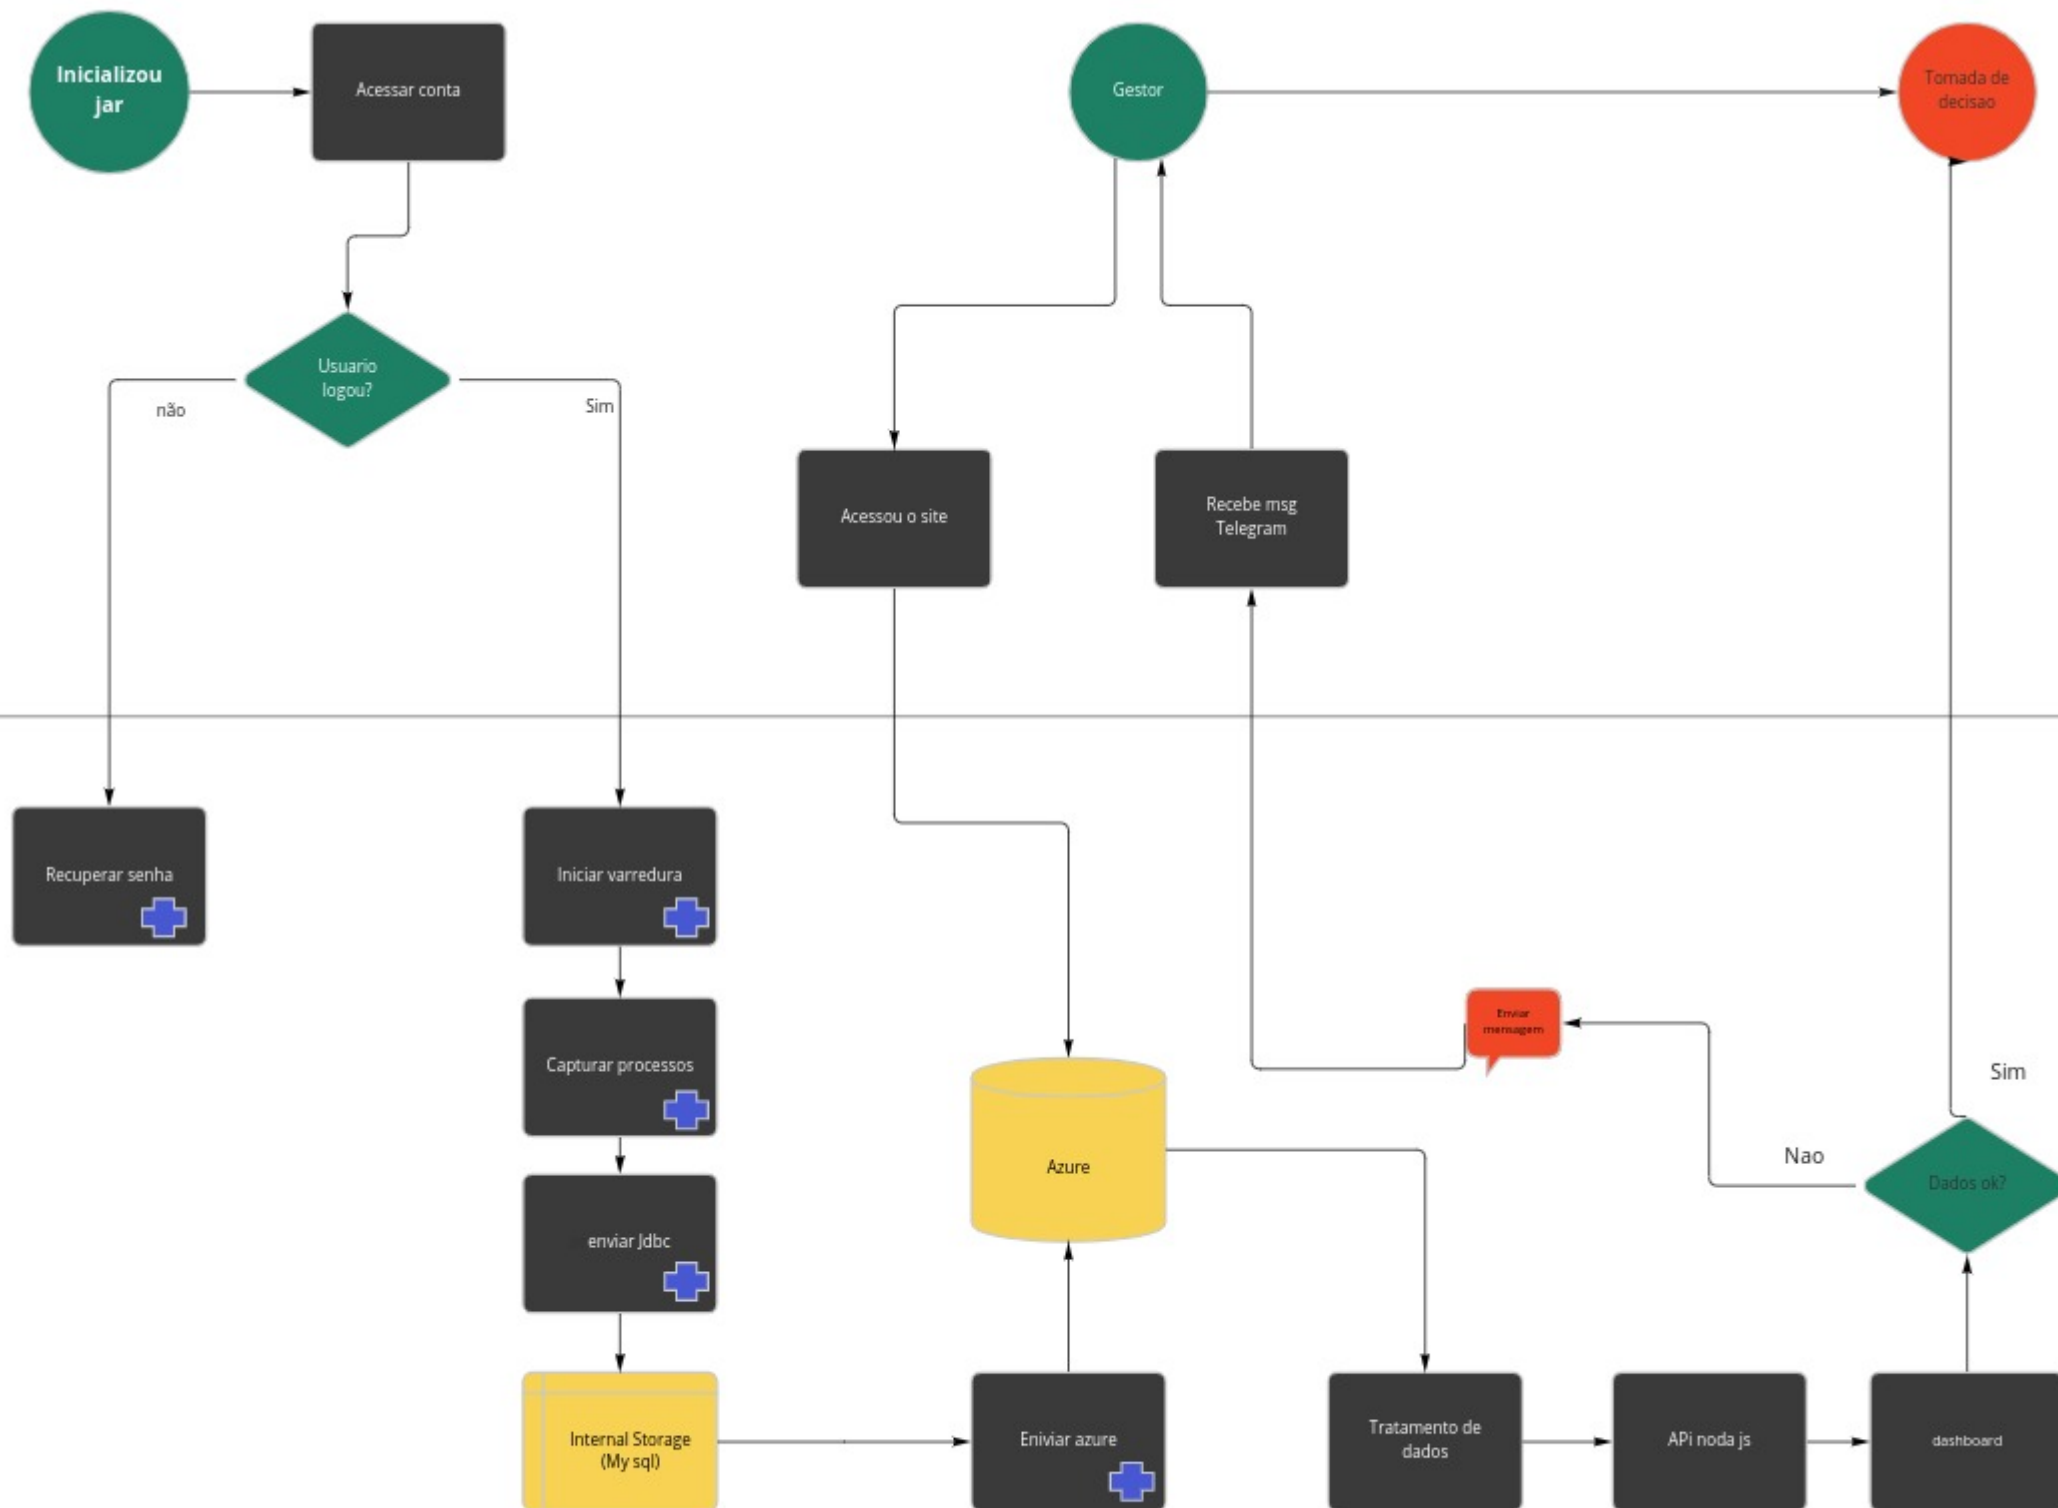 Inicializou
jar
Acessar conta
Gestor
Tomada de
decisao
Usuario
logou?
não
Sim
Acessou o site
Recebe msg
Telegram
Recuperar senha
Iniciar varredura
Capturar processos
Enviar
mensagem
Sim
Nao
Azure
Dados ok?
enviar Jdbc
Internal Storage
(My sql)
Eniviar azure
Tratamento de
dados
APi noda js
dashboard